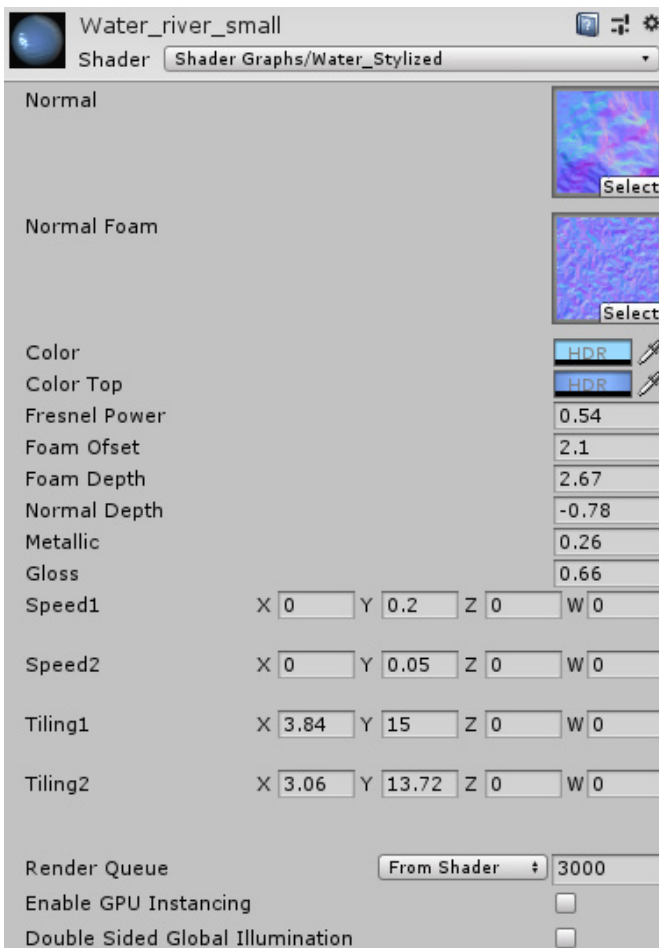 Water_river_small
Shader Shader Graphs/Water_Stylized
Normal
Select
Normal Foam
Select
Color HDR
Color Top HDR
Fresnel Power 0.54
Foam Ofset 2.1
Foam Depth 2.67
Normal Depth -0.78
Metallic 0.26
Gloss 0.66
Speed1 X 0 Y 0.2 Z 0 W 0
Speed2 X 0 Y 0.05 Z 0 W 0
Tiling1 X 3.84 Y 15 Z 0 W 0
Tiling2 X 3.06 Y 13.72 Z 0 W 0
Render Queue From Shader 3000
Enable GPU Instancing
Double Sided Global Illumination